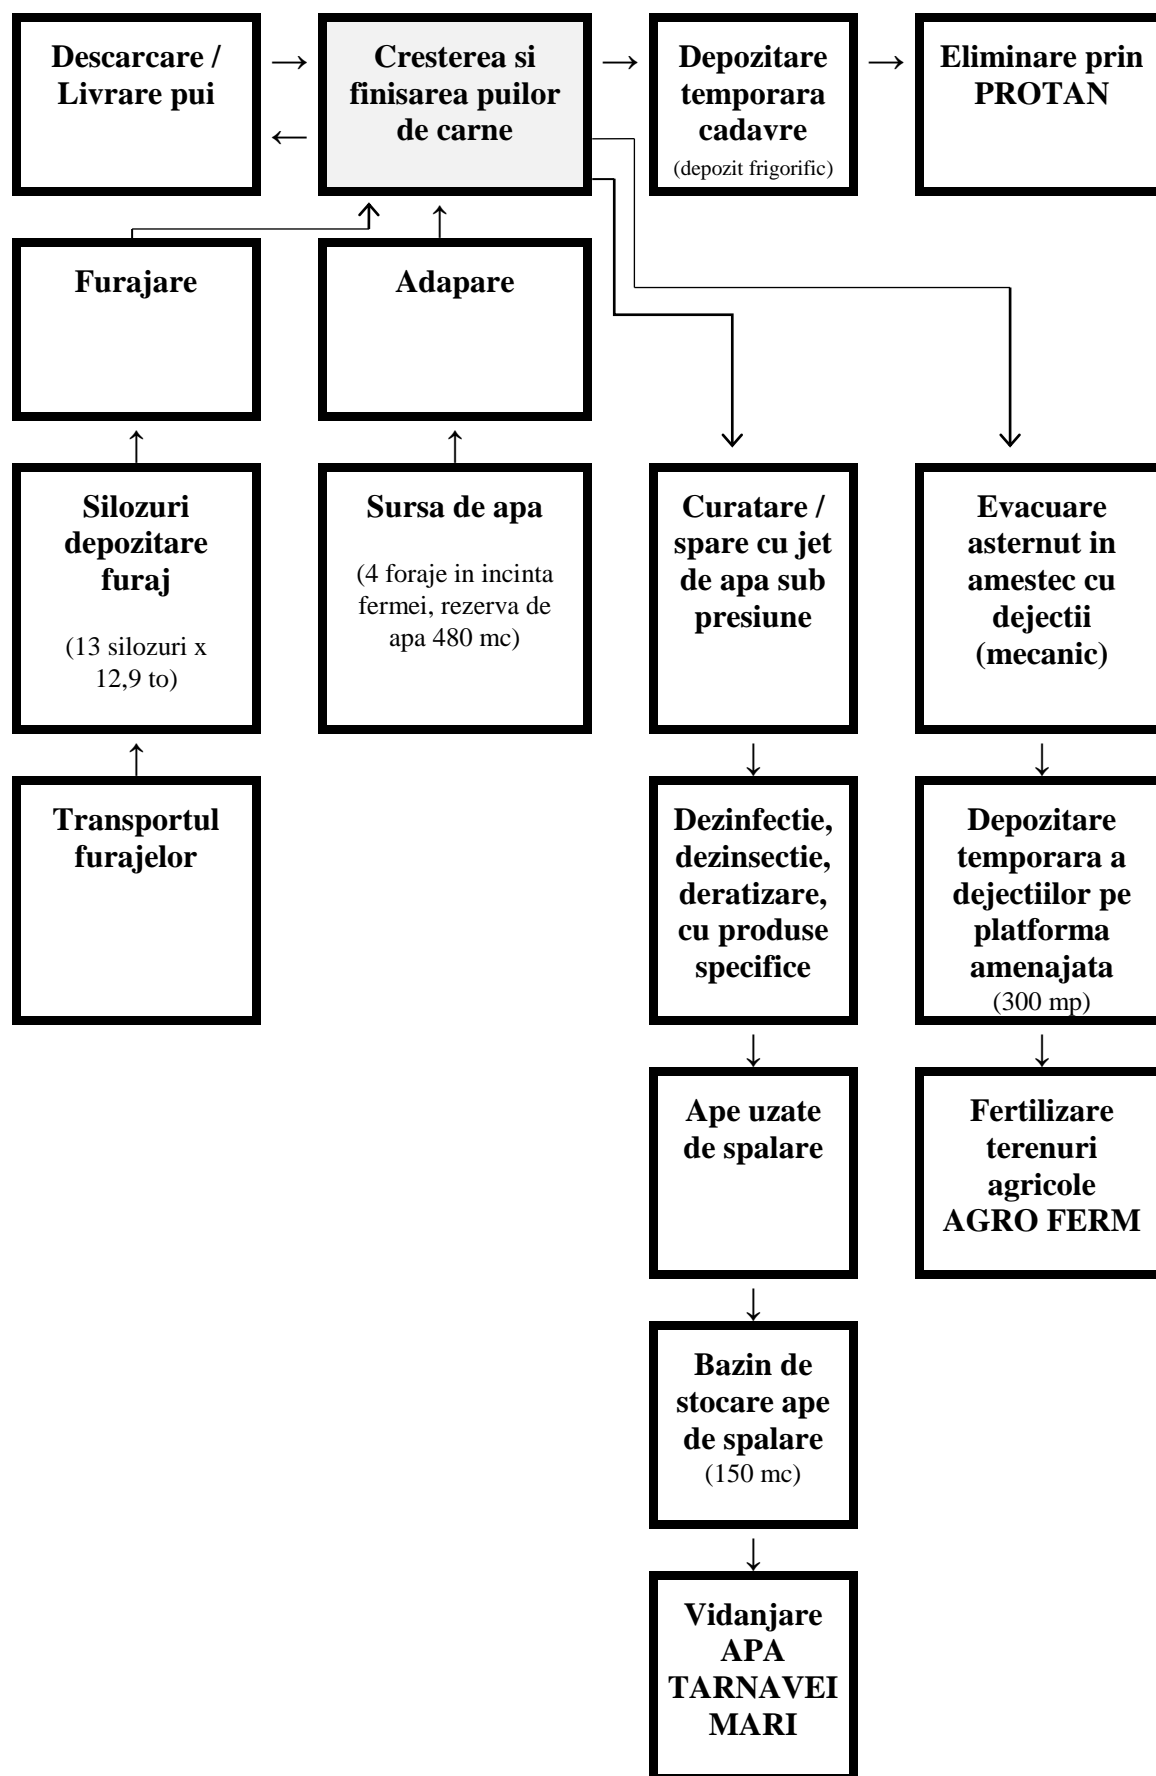 Descarcare /
Livrare pui
→
←
Cresterea si
finisarea puilor
de carne
→
Depozitare
temporara
cadavre
(depozit frigorific)
→
Eliminare prin
PROTAN
Furajare
↑
Adapare
↑
Silozuri
depozitare
furaj
(13 silozuri x
12,9 to)
↑
Sursa de apa
(4 foraje in incinta
fermei, rezerva de
apa 480 mc)
Curatare /
spare cu jet
de apa sub
presiune
Evacuare
asternut in
amestec cu
dejectii
(mecanic)
↑
↓
↓
Transportul
furajelor
Dezinfectie,
dezinsectie,
deratizare,
cu produse
specifice
Depozitare
temporara a
dejectiilor pe
platforma
amenajata
(300 mp)
↓
↓
Ape uzate
de spalare
Fertilizare
terenuri
agricole
AGRO FERM
↓
Bazin de
stocare ape
de spalare
(150 mc)
↓
Vidanjare
APA
TARNAVEI
MARI